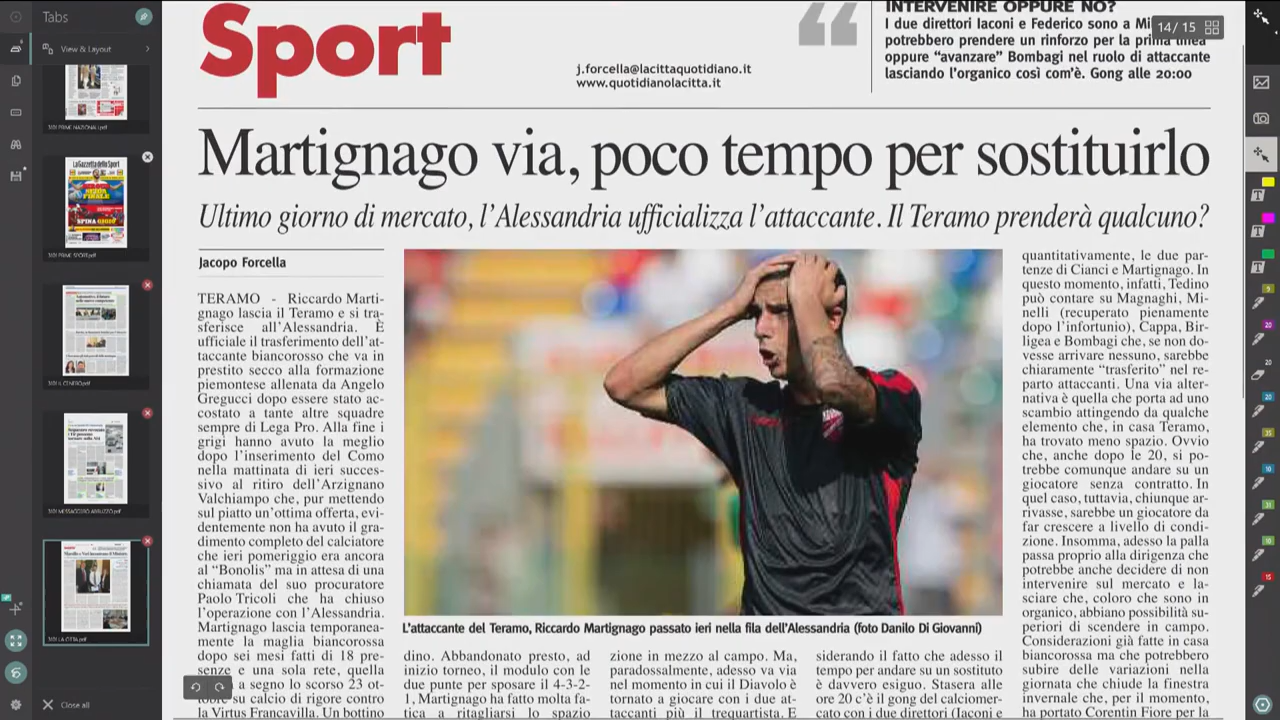 Tabs
View & Layout
14 / 15
La Gazzetta dello Sport
Close all
Sport
j.forcella@lacittaquotidiano.it
www.quotidianolacitta.it
INTERVENIRE OPPURE NO?
I due direttori Iaconi e Federico sono a
potrebbero prendere un rinforzo per la prima linea
oppure “avanzare” Bombagi nel ruolo di attaccante
lasciando l’organico così com’è. Gong alle 20:00
Martignago via, poco tempo per sostituirlo
Ultimo giorno di mercato, l’Alessandria ufficializza l’attaccante. Il Teramo prenderà qualcuno?
Jacopo Forcella
TERAMO - Riccardo Marti-
gnago lascia il Teramo e si tra-
sferisce all’Alessandria. È
ufficiale il trasferimento dell’at-
taccante biancorosso che va in
prestito secco alla formazione
piemontese allenata da Angelo
Gregucci dopo essere stato ac-
costato a tante altre squadre
sempre di Lega Pro. Alla fine i
grigi hanno avuto la meglio
dopo l’inserimento del Como
nella mattinata di ieri succes-
sivo al ritiro dell’Arzignano
Valchiampo che, pur mettendo
sul piatto un’ottima offerta, evi-
dentemente non ha avuto il gra-
dimento completo del calciatore
che ieri pomeriggio era ancora
al “Bonolis” ma in attesa di una
chiamata del suo procuratore
Paolo Tricoli che ha chiuso
l’operazione con l’Alessandria.
Martignago lascia temporanea-
mente la maglia biancorossa
dopo sei mesi fatti di 18 pre-
senze e una sola rete, quella
a segno lo scorso 23 ot-
tobre su calcio di rigore contro
la Virtus Francavilla. Un bottino
L’attaccante del Teramo, Riccardo Martignago passato ieri nella fila dell’Alessandria (foto Danilo Di Giovanni)
dino. Abbandonato presto, ad
inizio torneo, il modulo con le
due punte per sposare il 4-3-2-
1, Martignago ha fatto molta fa-
tica a ritagliarsi lo spazio
zione in mezzo al campo. Ma,
paradossalmente, adesso va via
nel momento in cui il Diavolo è
tornato a giocare con i due at-
taccanti più il trequartista. E
siderando il fatto che adesso il
tempo per andare su un sostituto
è davvero esiguo. Stasera alle
ore 20 c’è il gong del calciomer-
cato con i due direttori (Iaconi e
quantitativamente, le due par-
tenze di Cianci e Martignago. In
questo momento, infatti, Tedino
può contare su Magnaghi, Mi-
nelli (recuperato pienamente
dopo l’infortunio), Cappa, Bir-
ligea e Bombagi che, se non do-
vesse arrivare nessuno, sarebbe
chiaramente “trasferito” nel re-
parto attaccanti. Una via alter-
nativa è quella che porta ad uno
scambio attingendo da qualche
elemento che, in casa Teramo,
ha trovato meno spazio. Ovvio
che, anche dopo le 20, si po-
trebbe comunque andare su un
giocatore senza contratto. In
quel caso, tuttavia, chiunque ar-
rivasse, sarebbe un giocatore da
far crescere a livello di condi-
zione. Insomma, adesso la palla
passa proprio alla dirigenza che
potrebbe anche decidere di non
intervenire sul mercato e la-
sciare che, coloro che sono in
organico, abbiano possibilità su-
periori di scendere in campo.
Considerazioni già fatte in casa
biancorossa ma che potrebbero
subire delle variazioni nella
giornata che chiude la finestra
invernale che, per il momento,
ha portato Corentin Fiore per la